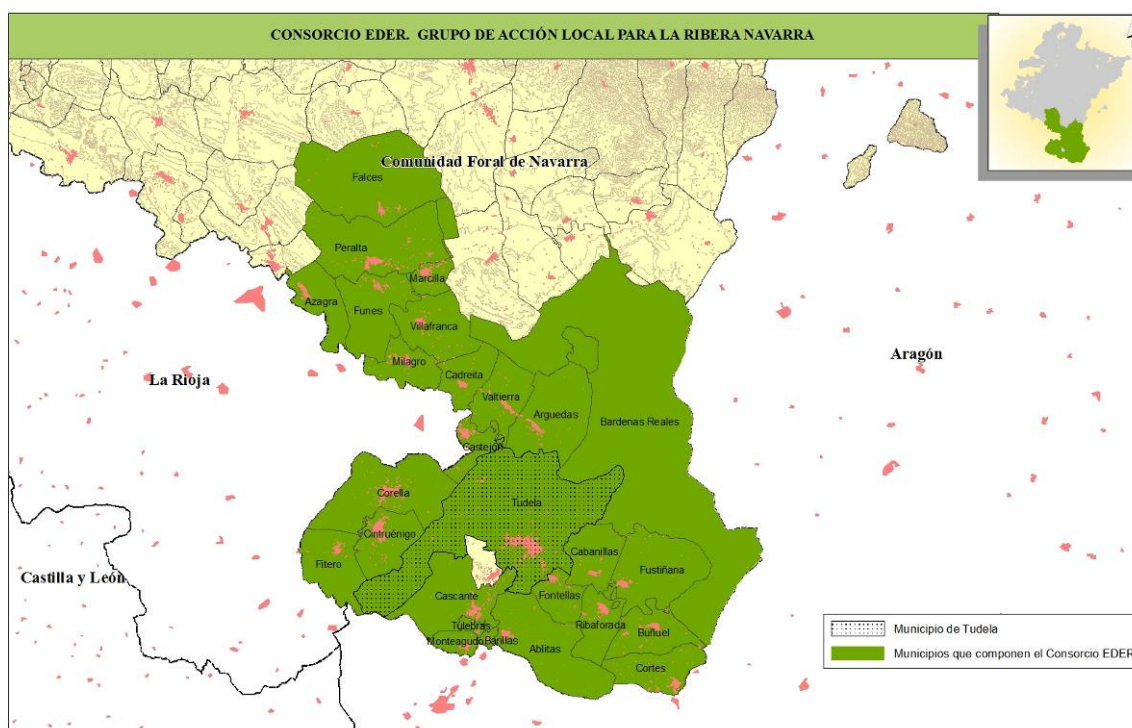 CONSORCIO EDER. GRUPO DE ACCIÓN LOCAL PARA LA RIBERA NAVARRA
Comunidad Foral de Navarra
Falces
Peralta
Marcilla
Azagra
Funes
Villafranca
Milagro
Cadreita
Valtierra
Arguedas
Bardenas Reales
Aragón
La Rioja
Castejón
Corella
Tudela
Cintruénigo
Fitero
Cabanillas
Fustiñana
Castilla y León
Cascante
Fontellas
Tulebras
Ribaforada
Buñuel
Monteagudo
Barillas
Ablitas
Cortes
Municipio de Tudela
Municipios que componen el Consorcio EDER